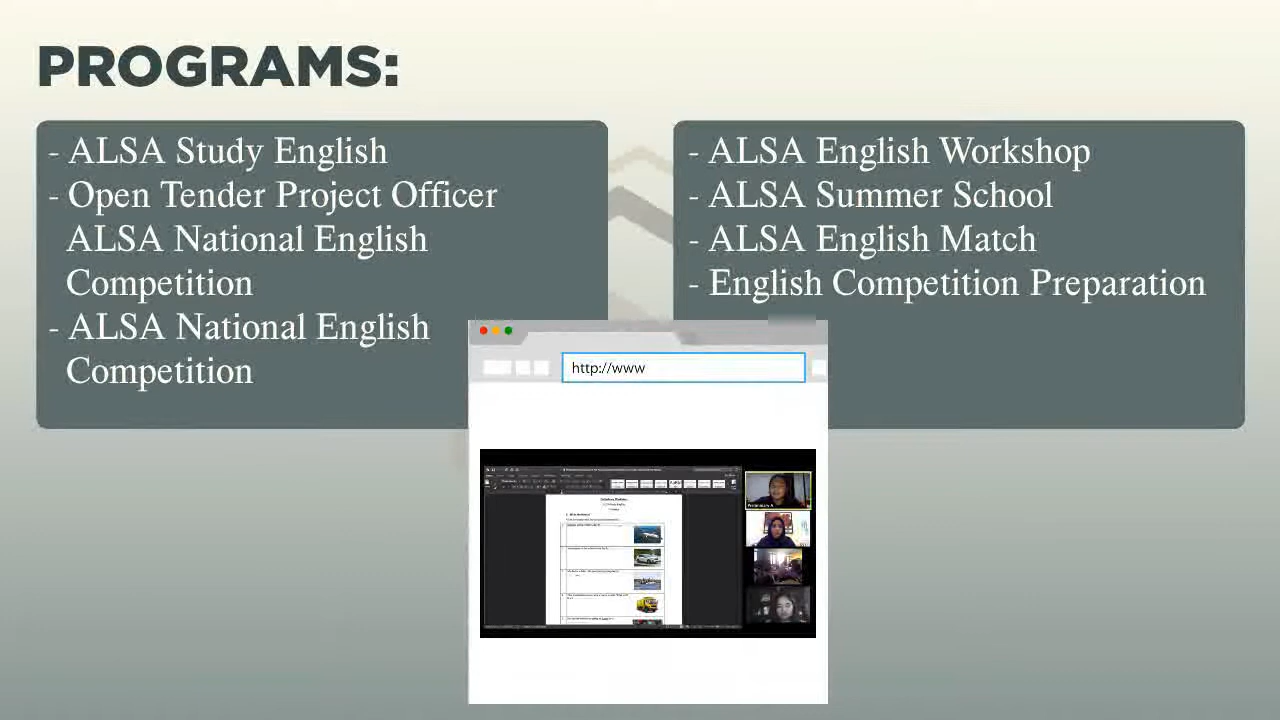 PROGRAMS:
- ALSA Study English
- Open Tender Project Officer
ALSA National English
Competition
- ALSA National English
Competition
- ALSA English Workshop
- ALSA Summer School
- ALSA English Match
- English Competition Preparation
http://www
Preliminary A